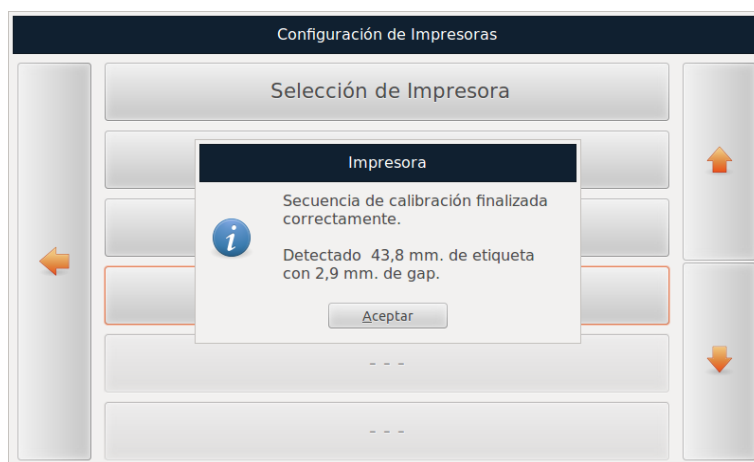 Configuración de Impresoras
Selección de Impresora
Impresora
Secuencia de calibración finalizada
correctamente.
Detectado  43,8 mm. de etiqueta
con 2,9 mm. de gap.
Aceptar
- - -
- - -